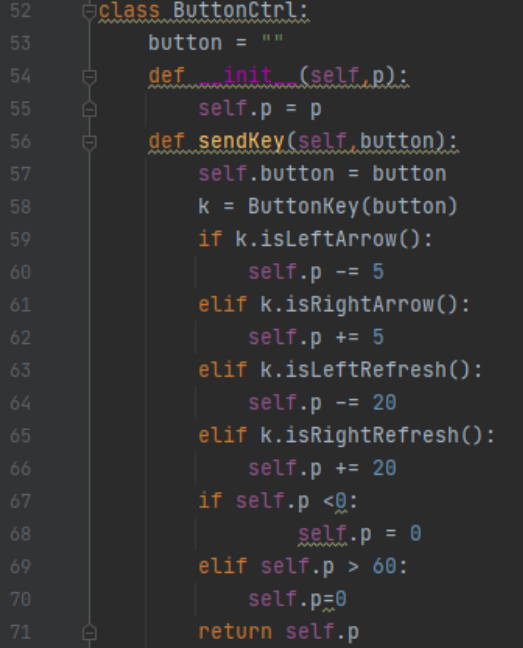 52 class ButtonCtrl:
53     button = ""
54     def __init__(self,p):
55         self.p = p
56     def sendKey(self,button):
57         self.button = button
58         k = ButtonKey(button)
59         if k.isLeftArrow():
60             self.p -= 5
61         elif k.isRightArrow():
62             self.p += 5
63         elif k.isLeftRefresh():
64             self.p -= 20
65         elif k.isRightRefresh():
66             self.p += 20
67         if self.p <0:
68                 self.p = 0
69         elif self.p > 60:
70             self.p=0
71         return self.p